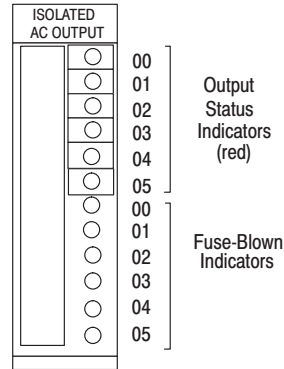 ISOLATED
AC OUTPUT
00
01
02
03
04
05
Output
Status
Indicators
(red)
00
01
02
03
04
05
Fuse-Blown
Indicators